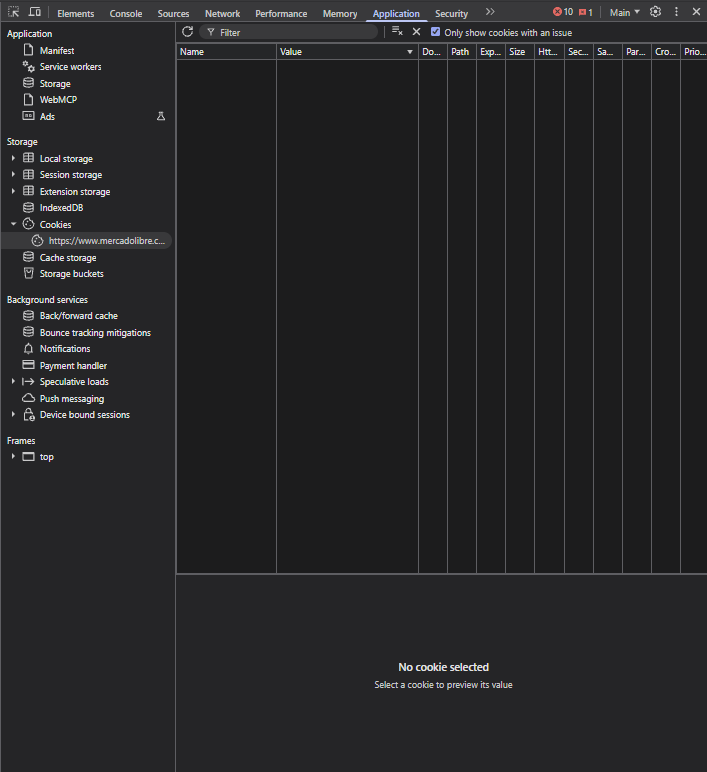 Elements Console Sources Network Performance Memory Application Security 10 1 Main
Application
Manifest
Service workers
Storage
WebMCP
Ads
Storage
Local storage
Session storage
Extension storage
IndexedDB
Cookies
https://www.mercadolibre.c...
Cache storage
Storage buckets
Background services
Back/forward cache
Bounce tracking mitigations
Notifications
Payment handler
Speculative loads
Push messaging
Device bound sessions
Frames
top
Filter Only show cookies with an issue
Name Value Do... Path Exp... Size Htt... Sec... Sa... Par... Cro... Prio...
No cookie selected
Select a cookie to preview its value